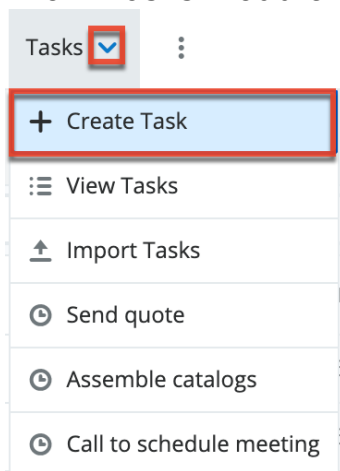 Tasks
Create Task
View Tasks
Import Tasks
Send quote
Assemble catalogs
Call to schedule meeting